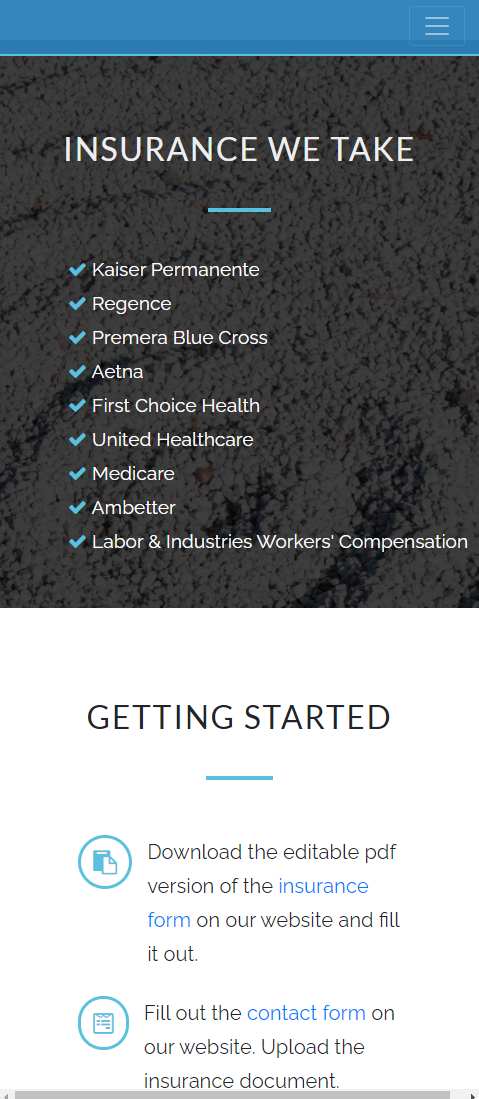 INSURANCE WE TAKE
Kaiser Permanente
Regence
Premera Blue Cross
Aetna
First Choice Health
United Healthcare
Medicare
Ambetter
Labor & Industries Workers' Compensation
GETTING STARTED
Download the editable pdf
version of the insurance
form on our website and fill
it out.
Fill out the contact form on
our website. Upload the
insurance document.